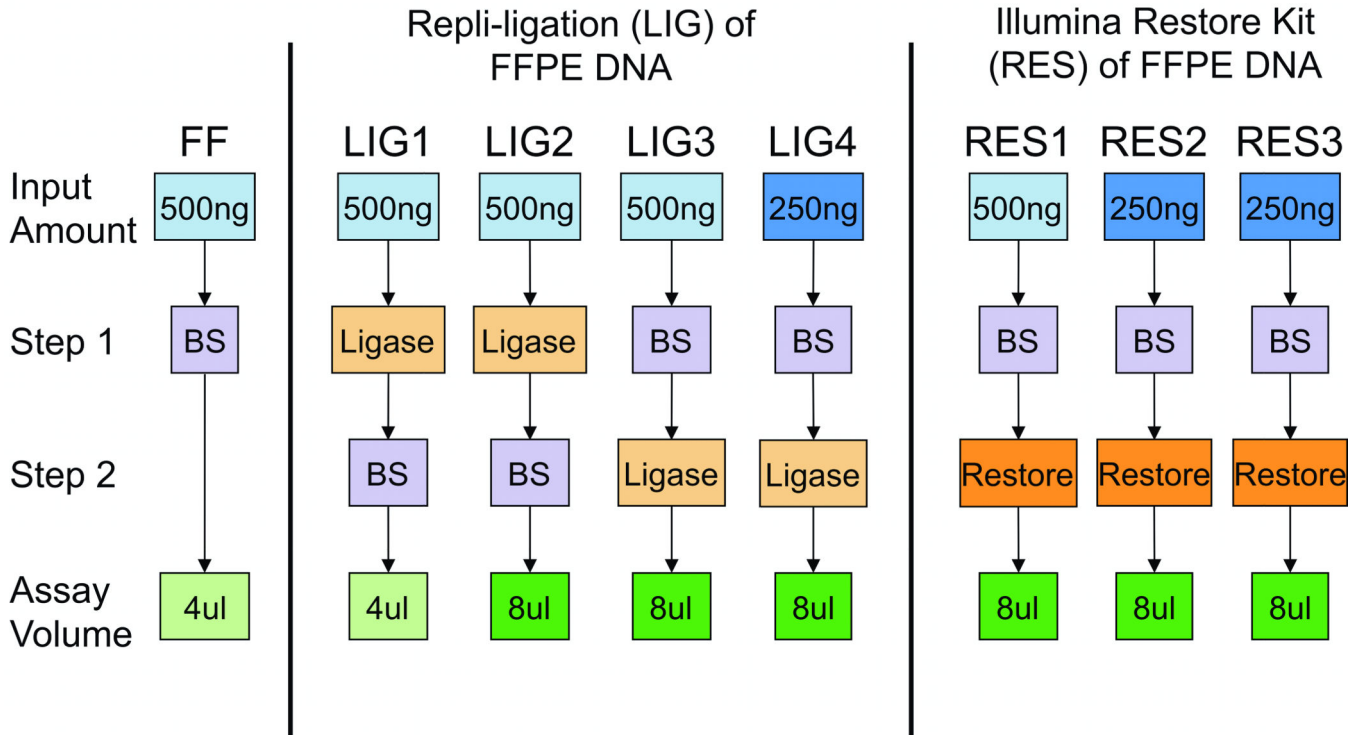 Repli-ligation (LIG) of
FFPE DNA
Illumina Restore Kit
(RES) of FFPE DNA
FF LIG1 LIG2 LIG3 LIG4 RES1 RES2 RES3
Input
Amount
500ng 500ng 500ng 500ng 250ng 500ng 250ng 250ng
Step 1 BS Ligase Ligase BS BS BS BS BS
Step 2 BS BS Ligase Ligase Restore Restore Restore
Assay
Volume
4ul 4ul 8ul 8ul 8ul 8ul 8ul 8ul